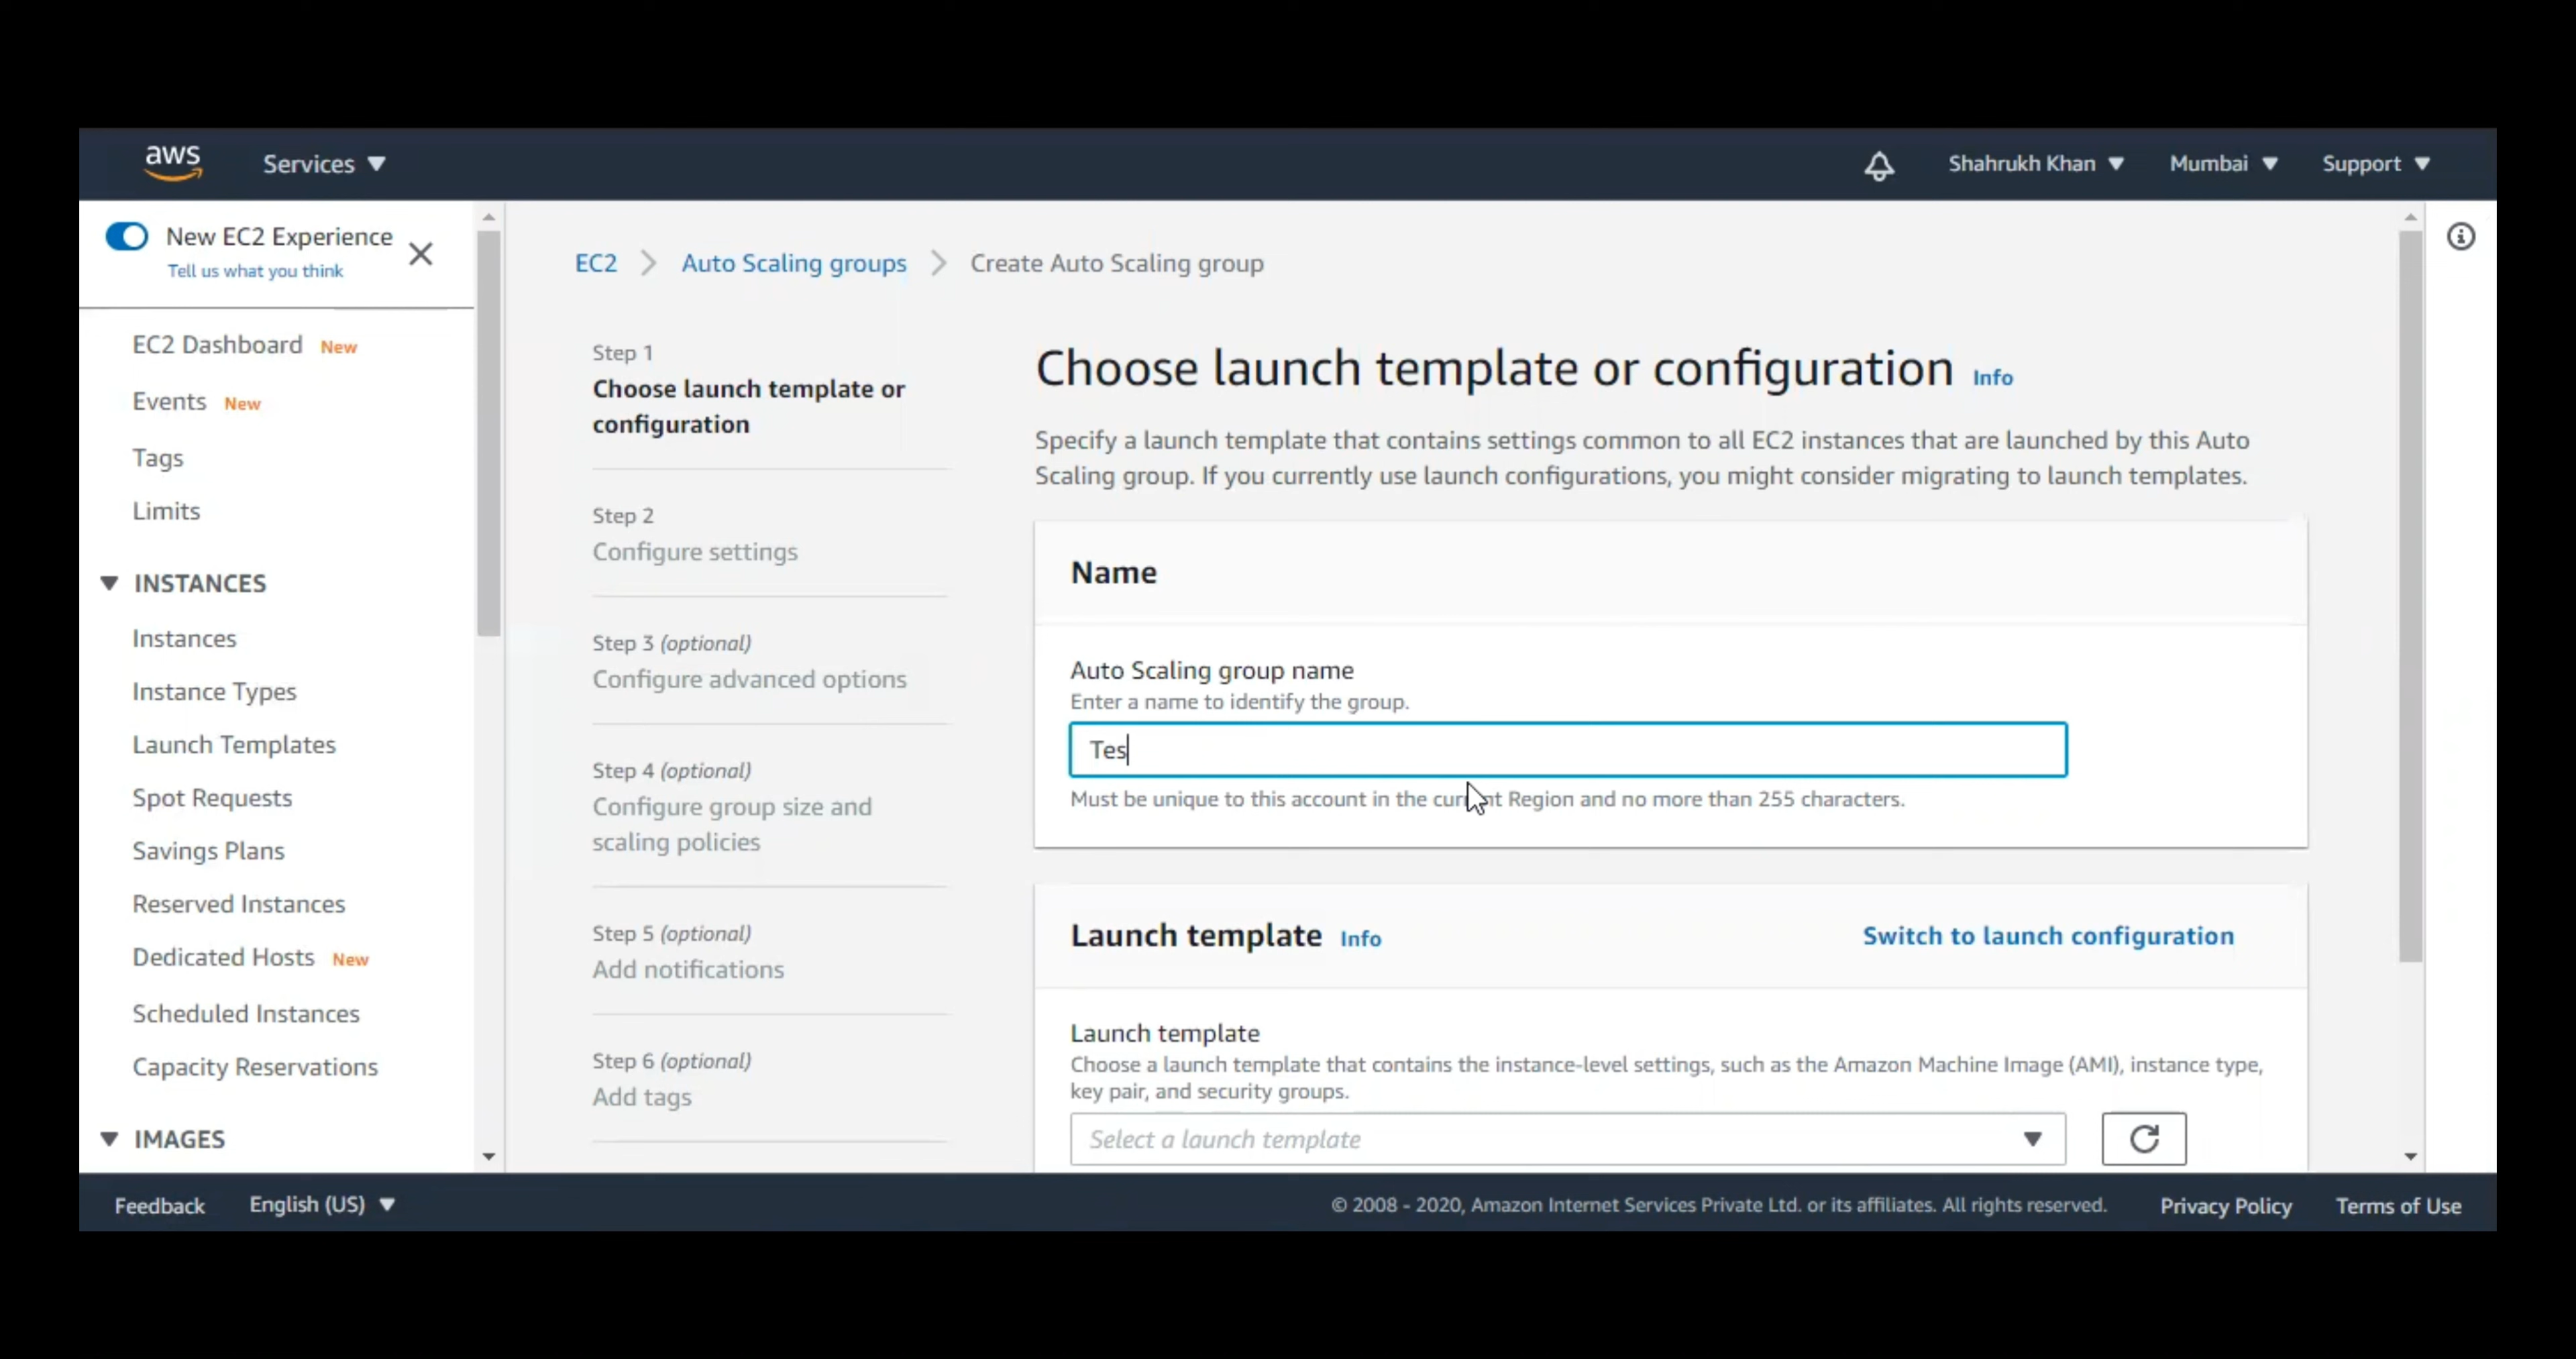 aws
Services
Shahrukh Khan
Mumbai
Support
New EC2 Experience
Tell us what you think
EC2 Dashboard New
Events New
Tags
Limits
INSTANCES
Instances
Instance Types
Launch Templates
Spot Requests
Savings Plans
Reserved Instances
Dedicated Hosts New
Scheduled Instances
Capacity Reservations
IMAGES
EC2 > Auto Scaling groups > Create Auto Scaling group
Step 1
Choose launch template or
configuration
Step 2
Configure settings
Step 3 (optional)
Configure advanced options
Step 4 (optional)
Configure group size and
scaling policies
Step 5 (optional)
Add notifications
Step 6 (optional)
Add tags
Choose launch template or configuration Info
Specify a launch template that contains settings common to all EC2 instances that are launched by this Auto
Scaling group. If you currently use launch configurations, you might consider migrating to launch templates.
Name
Auto Scaling group name
Enter a name to identify the group.
Tes
Must be unique to this account in the current Region and no more than 255 characters.
Launch template Info
Switch to launch configuration
Launch template
Choose a launch template that contains the instance-level settings, such as the Amazon Machine Image (AMI), instance type,
key pair, and security groups.
Select a launch template
Feedback
English (US)
© 2008 - 2020, Amazon Internet Services Private Ltd. or its affiliates. All rights reserved.
Privacy Policy
Terms of Use